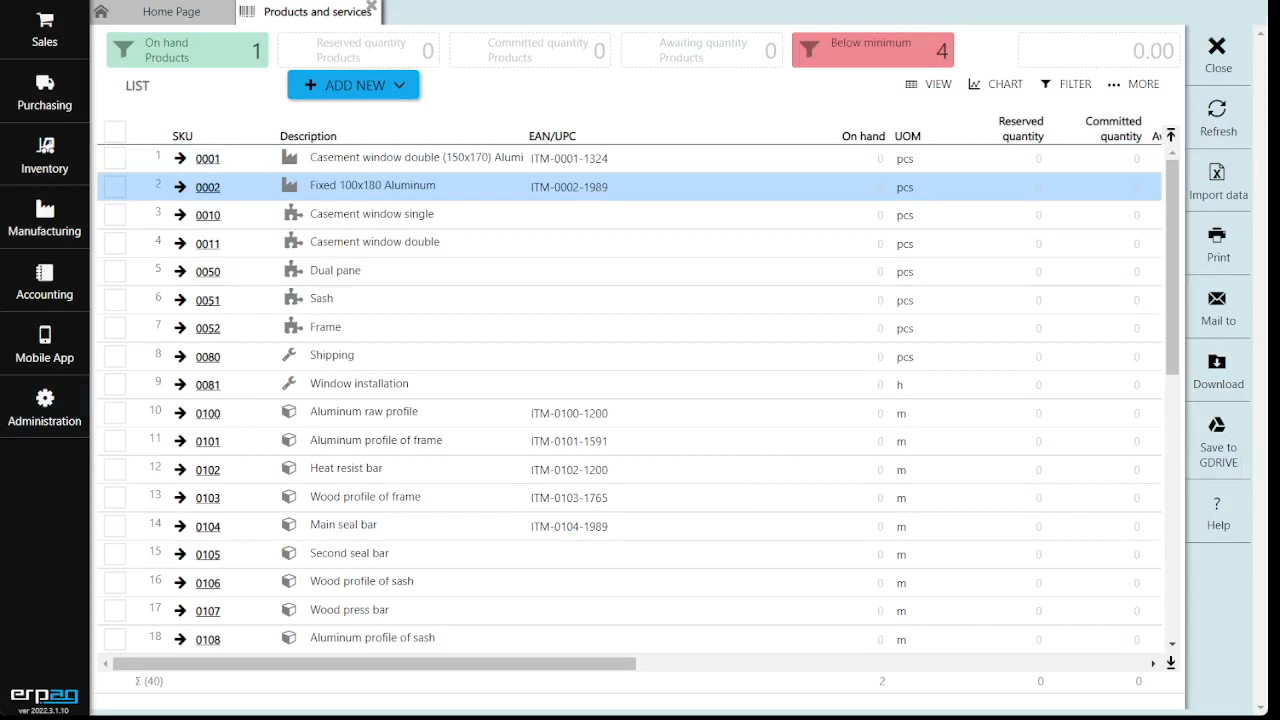 Home Page
Products and services
Sales
Purchasing
Inventory
Manufacturing
Accounting
Mobile App
Administration
erpag
ver 2022.3.1.10
On hand
Products
1
Reserved quantity
Products
0
Committed quantity
Products
0
Awaiting quantity
Products
0
Below minimum
4
0.00
LIST
+ ADD NEW
VIEW
CHART
FILTER
MORE
SKU Description EAN/UPC On hand UOM Reserved quantity Committed quantity
1 0001 Casement window double (150x170) Alumi ITM-0001-1324 0 pcs 0 0
2 0002 Fixed 100x180 Aluminum ITM-0002-1989 0 pcs 0 0
3 0010 Casement window single 0 pcs 0 0
4 0011 Casement window double 0 pcs 0 0
5 0050 Dual pane 0 pcs 0 0
6 0051 Sash 0 pcs 0 0
7 0052 Frame 0 pcs 0 0
8 0080 Shipping 0 pcs 0 0
9 0081 Window installation 0 h 0 0
10 0100 Aluminum raw profile ITM-0100-1200 0 m 0 0
11 0101 Aluminum profile of frame ITM-0101-1591 0 m 0 0
12 0102 Heat resist bar ITM-0102-1200 0 m 0 0
13 0103 Wood profile of frame ITM-0103-1765 0 m 0 0
14 0104 Main seal bar ITM-0104-1989 0 m 0 0
15 0105 Second seal bar 0 m 0 0
16 0106 Wood profile of sash 0 m 0 0
17 0107 Wood press bar 0 m 0 0
18 0108 Aluminum profile of sash 0 m 0 0
Σ (40) 2 0 0
Close
Refresh
Import data
Print
Mail to
Download
Save to
GDRIVE
?
Help